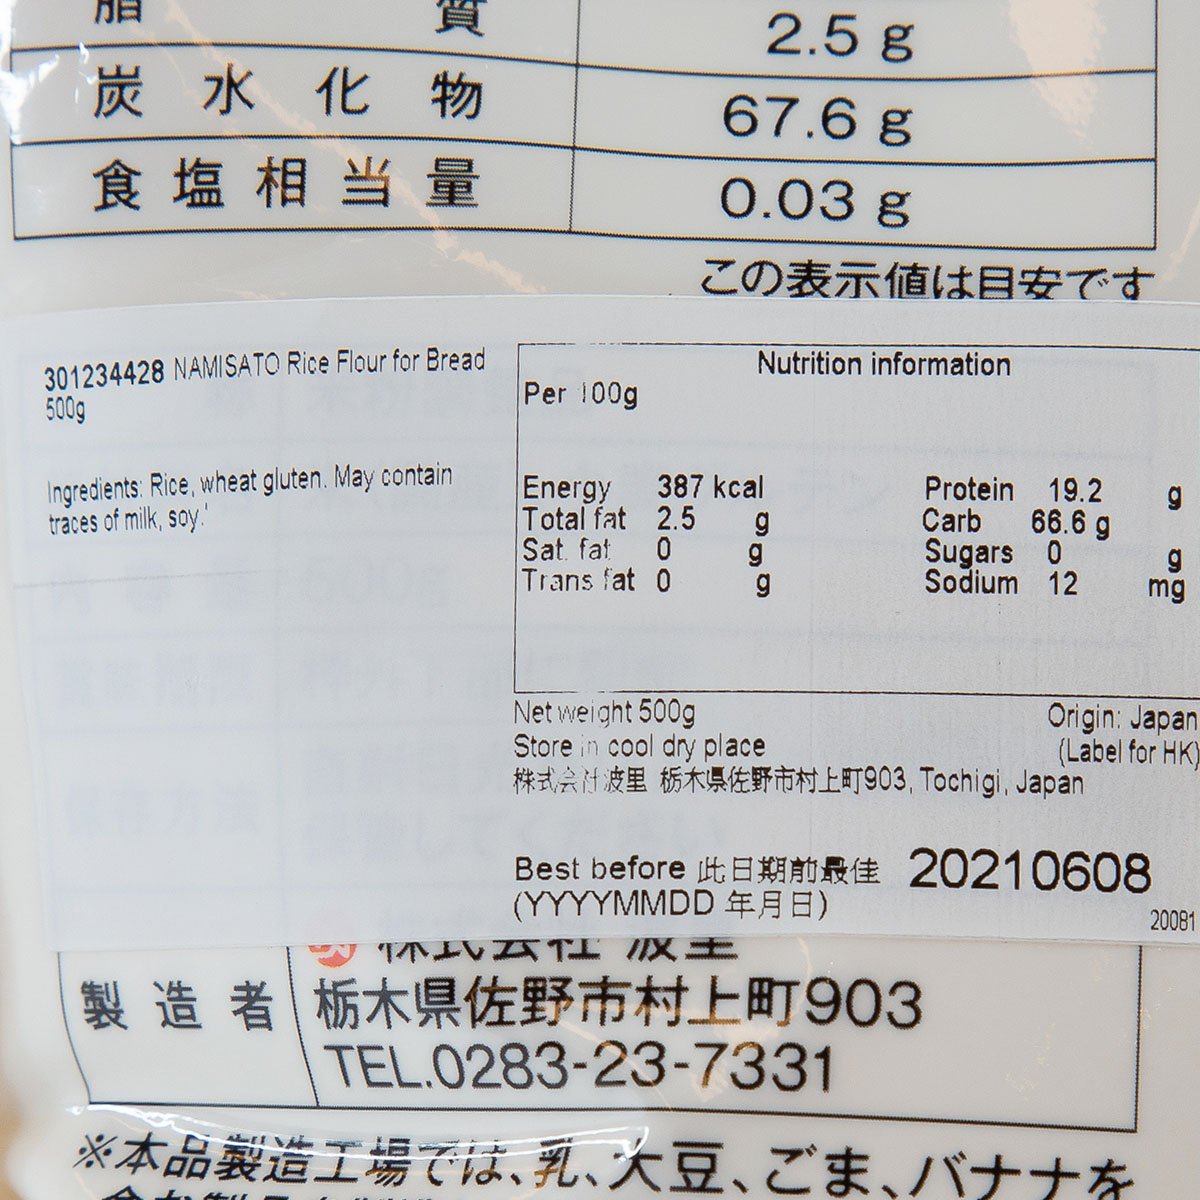 脂質 2.5 g
炭水化物 67.6 g
食塩相当量 0.03 g
この表示値は目安です
301234428 NAMISATO Rice Flour for Bread
500g
Ingredients: Rice, wheat gluten. May contain
traces of milk, soy.'
Nutrition information
Per 100g
Energy 387 kcal Protein 19.2 g
Total fat 2.5 g Carb 66.6 g
Sat. fat 0 g Sugars 0 g
Trans fat 0 g Sodium 12 mg
Net weight 500g Origin: Japan
Store in cool dry place (Label for HK)
株式会社波里 栃木県佐野市村上町903, Tochigi, Japan
Best before 此日期前最佳 20210608
(YYYYMMDD 年月日)
20081
株式会社 波里
製造者 栃木県佐野市村上町903
TEL.0283-23-7331
※本品製造工場では、乳、大豆、ごま、バナナを